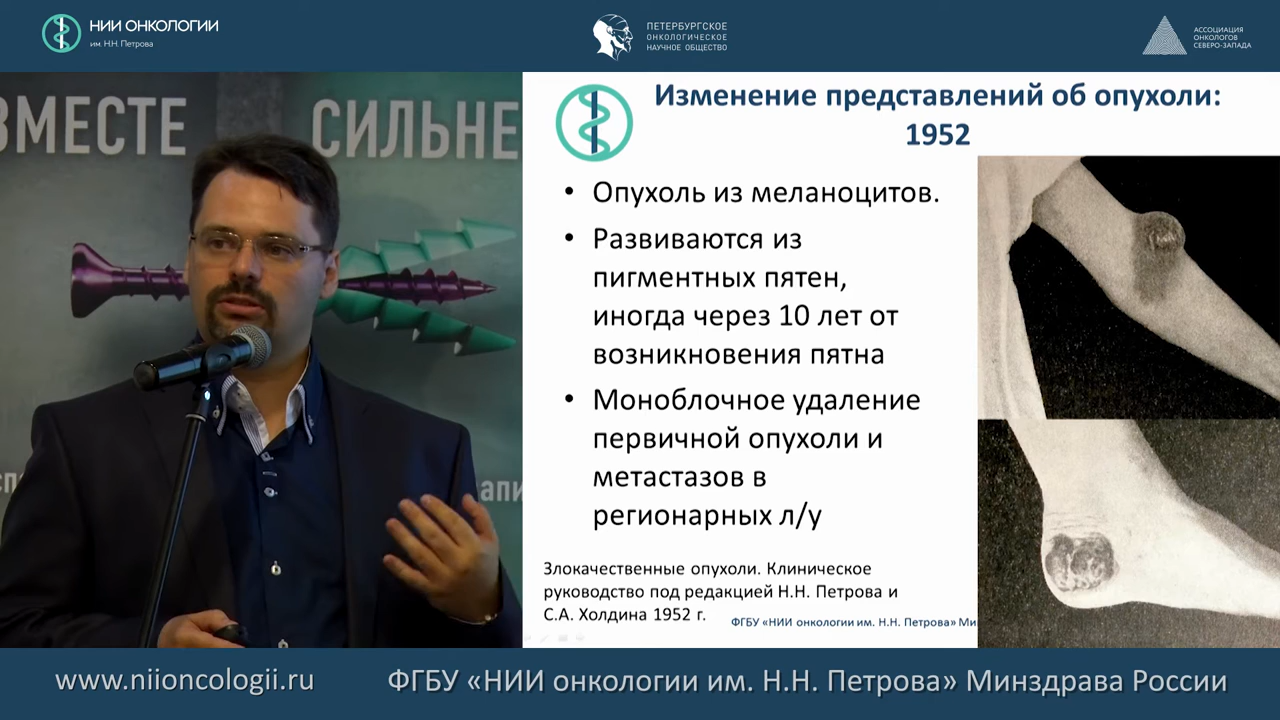 НИИ ОНКОЛОГИИ
им. Н.Н. Петрова
ПЕТЕРБУРГСКОЕ
ОНКОЛОГИЧЕСКОЕ
НАУЧНОЕ ОБЩЕСТВО
АССОЦИАЦИЯ
ОНКОЛОГОВ
СЕВЕРО-ЗАПАДА
ВМЕСТЕ СИЛЬНЕ
Изменение представлений об опухоли:
1952
• Опухоль из меланоцитов.
• Развиваются из
пигментных пятен,
иногда через 10 лет от
возникновения пятна
• Моноблочное удаление
первичной опухоли и
метастазов в
регионарных л/у
Злокачественные опухоли. Клиническое
руководство под редакцией Н.Н. Петрова и
С.А. Холдина 1952 г.
ФГБУ «НИИ онкологии им. Н.Н. Петрова» Ми
www.niioncologii.ru
ФГБУ «НИИ онкологии им. Н.Н. Петрова» Минздрава России